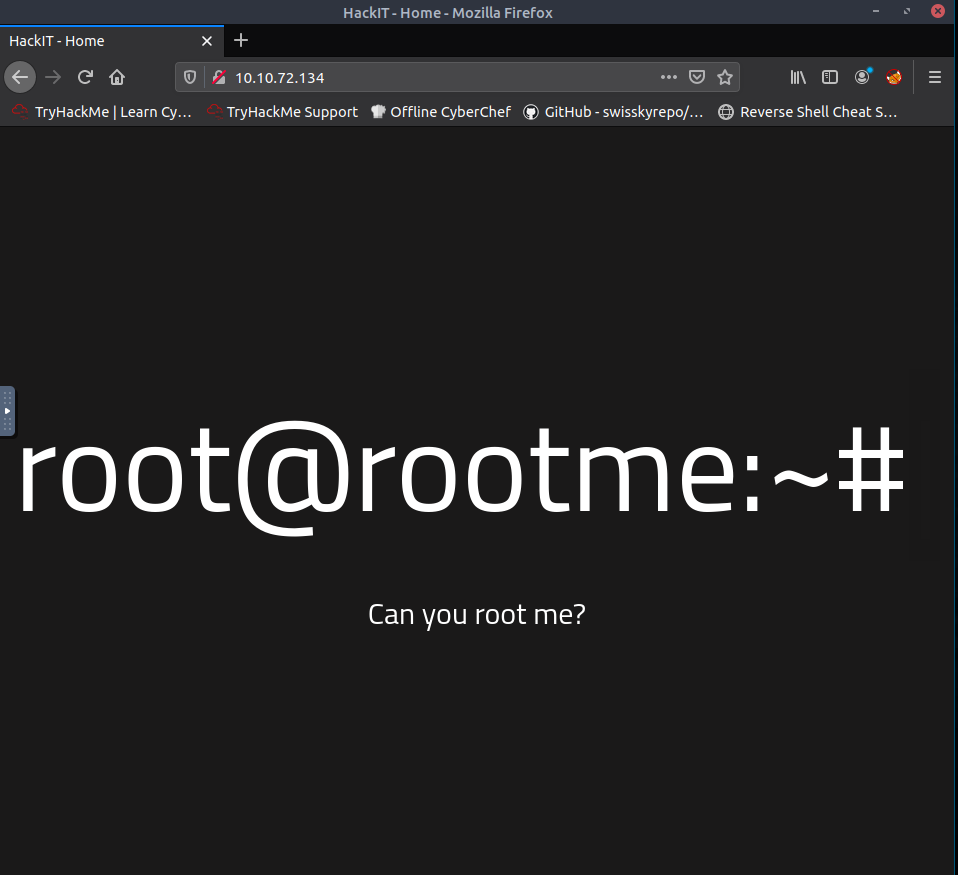 HackIT - Home - Mozilla Firefox
HackIT - Home
10.10.72.134
TryHackMe | Learn Cy… TryHackMe Support Offline CyberChef GitHub - swisskyrepo/… Reverse Shell Cheat S…
root@rootme:~#
Can you root me?